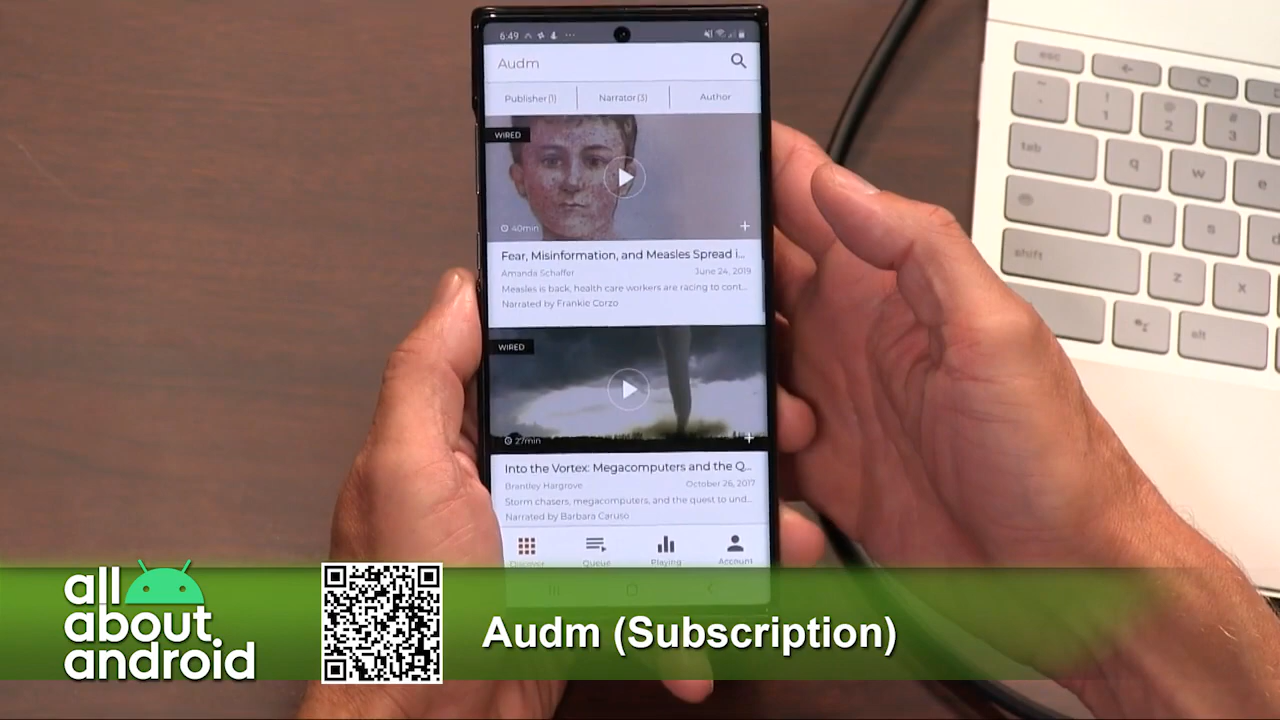 6:49
Audm
Publisher(1)
Narrator(3)
Author
WIRED
40min
Fear, Misinformation, and Measles Spread i...
Amanda Schaffer
June 24, 2019
Measles is back, health care workers are racing to cont...
Narrated by Frankie Corzo
WIRED
27min
Into the Vortex: Megacomputers and the Q...
Brantley Hargrove
October 26, 2017
Storm chasers, megacomputers, and the quest to und...
Narrated by Barbara Caruso
Discover
Queue
Playing
Account
esc
!
1
@
2
#
3
tab
q
w
e
a
s
d
shift
z
x
alt
all
about
android
Audm (Subscription)